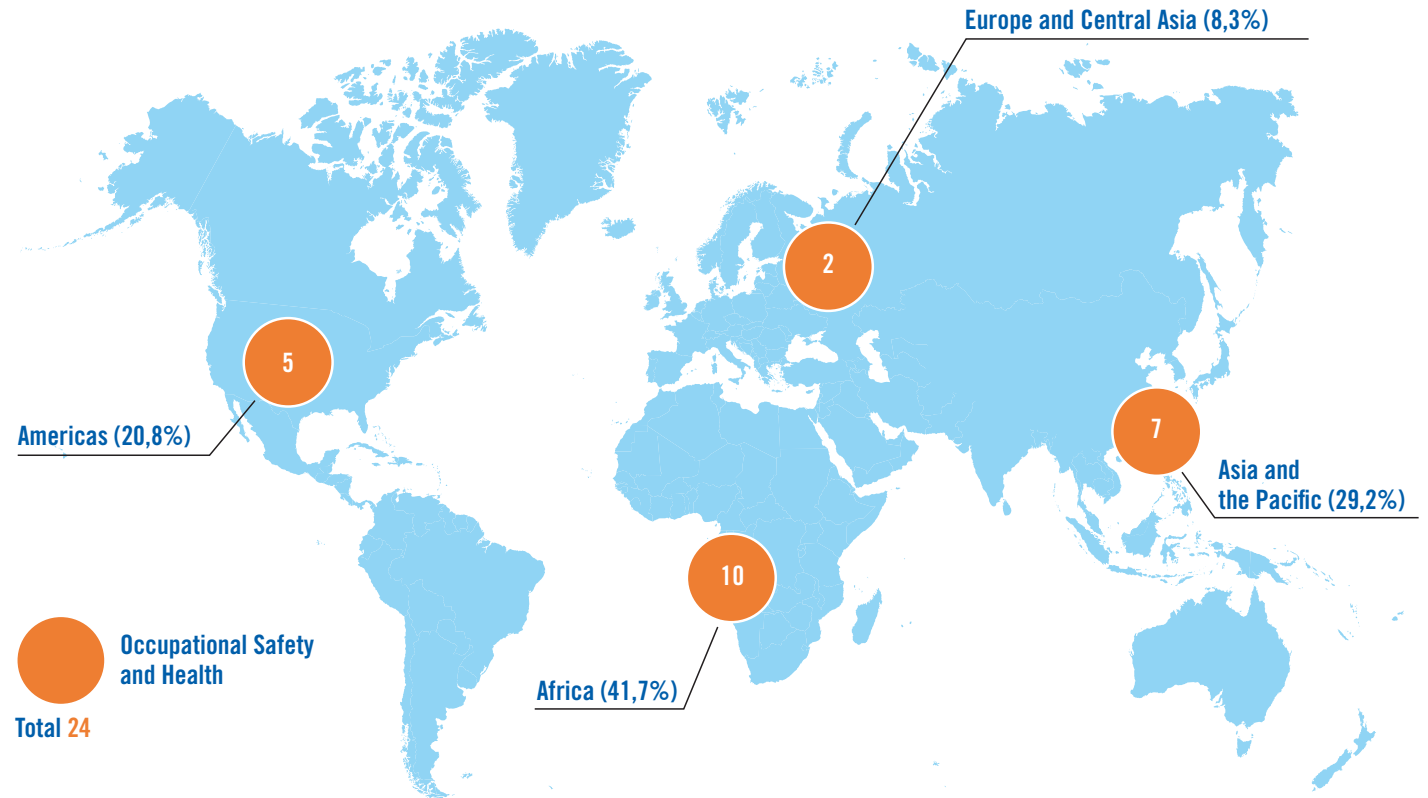 Europe and Central Asia (8,3%)
2
5
Americas (20,8%)
7
Asia and
the Pacific (29,2%)
10
Africa (41,7%)
Occupational Safety
and Health
Total 24